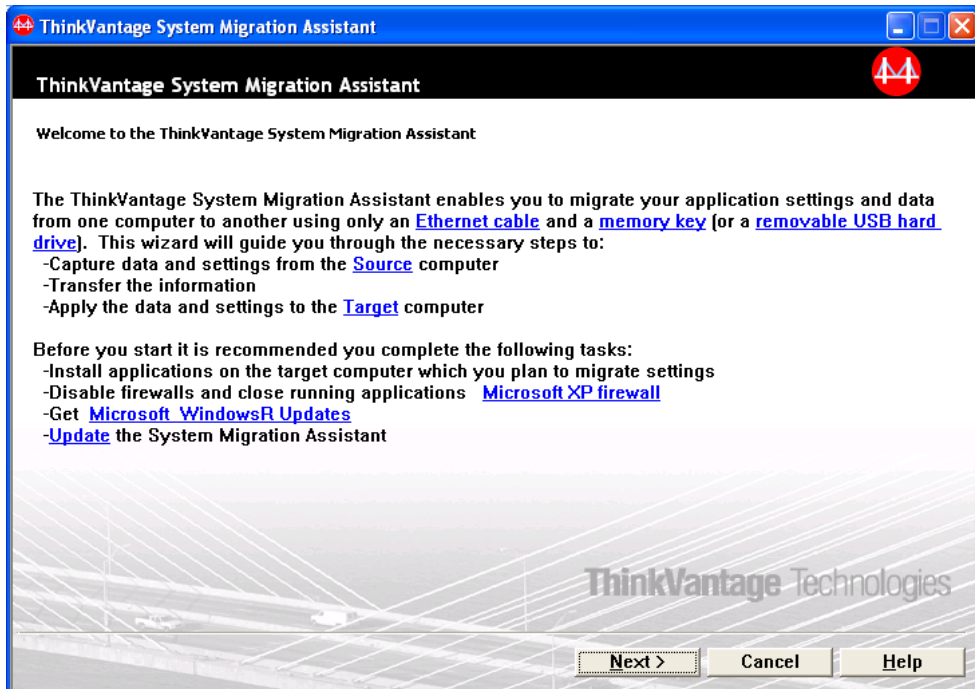 ThinkVantage System Migration Assistant
ThinkVantage System Migration Assistant
Welcome to the ThinkVantage System Migration Assistant
The ThinkVantage System Migration Assistant enables you to migrate your application settings and data
from one computer to another using only an Ethernet cable and a memory key (or a removable USB hard
drive). This wizard will guide you through the necessary steps to:
-Capture data and settings from the Source computer
-Transfer the information
-Apply the data and settings to the Target computer
Before you start it is recommended you complete the following tasks:
-Install applications on the target computer which you plan to migrate settings
-Disable firewalls and close running applications Microsoft XP firewall
-Get Microsoft WindowsR Updates
-Update the System Migration Assistant
ThinkVantage Technologies
Next > Cancel Help